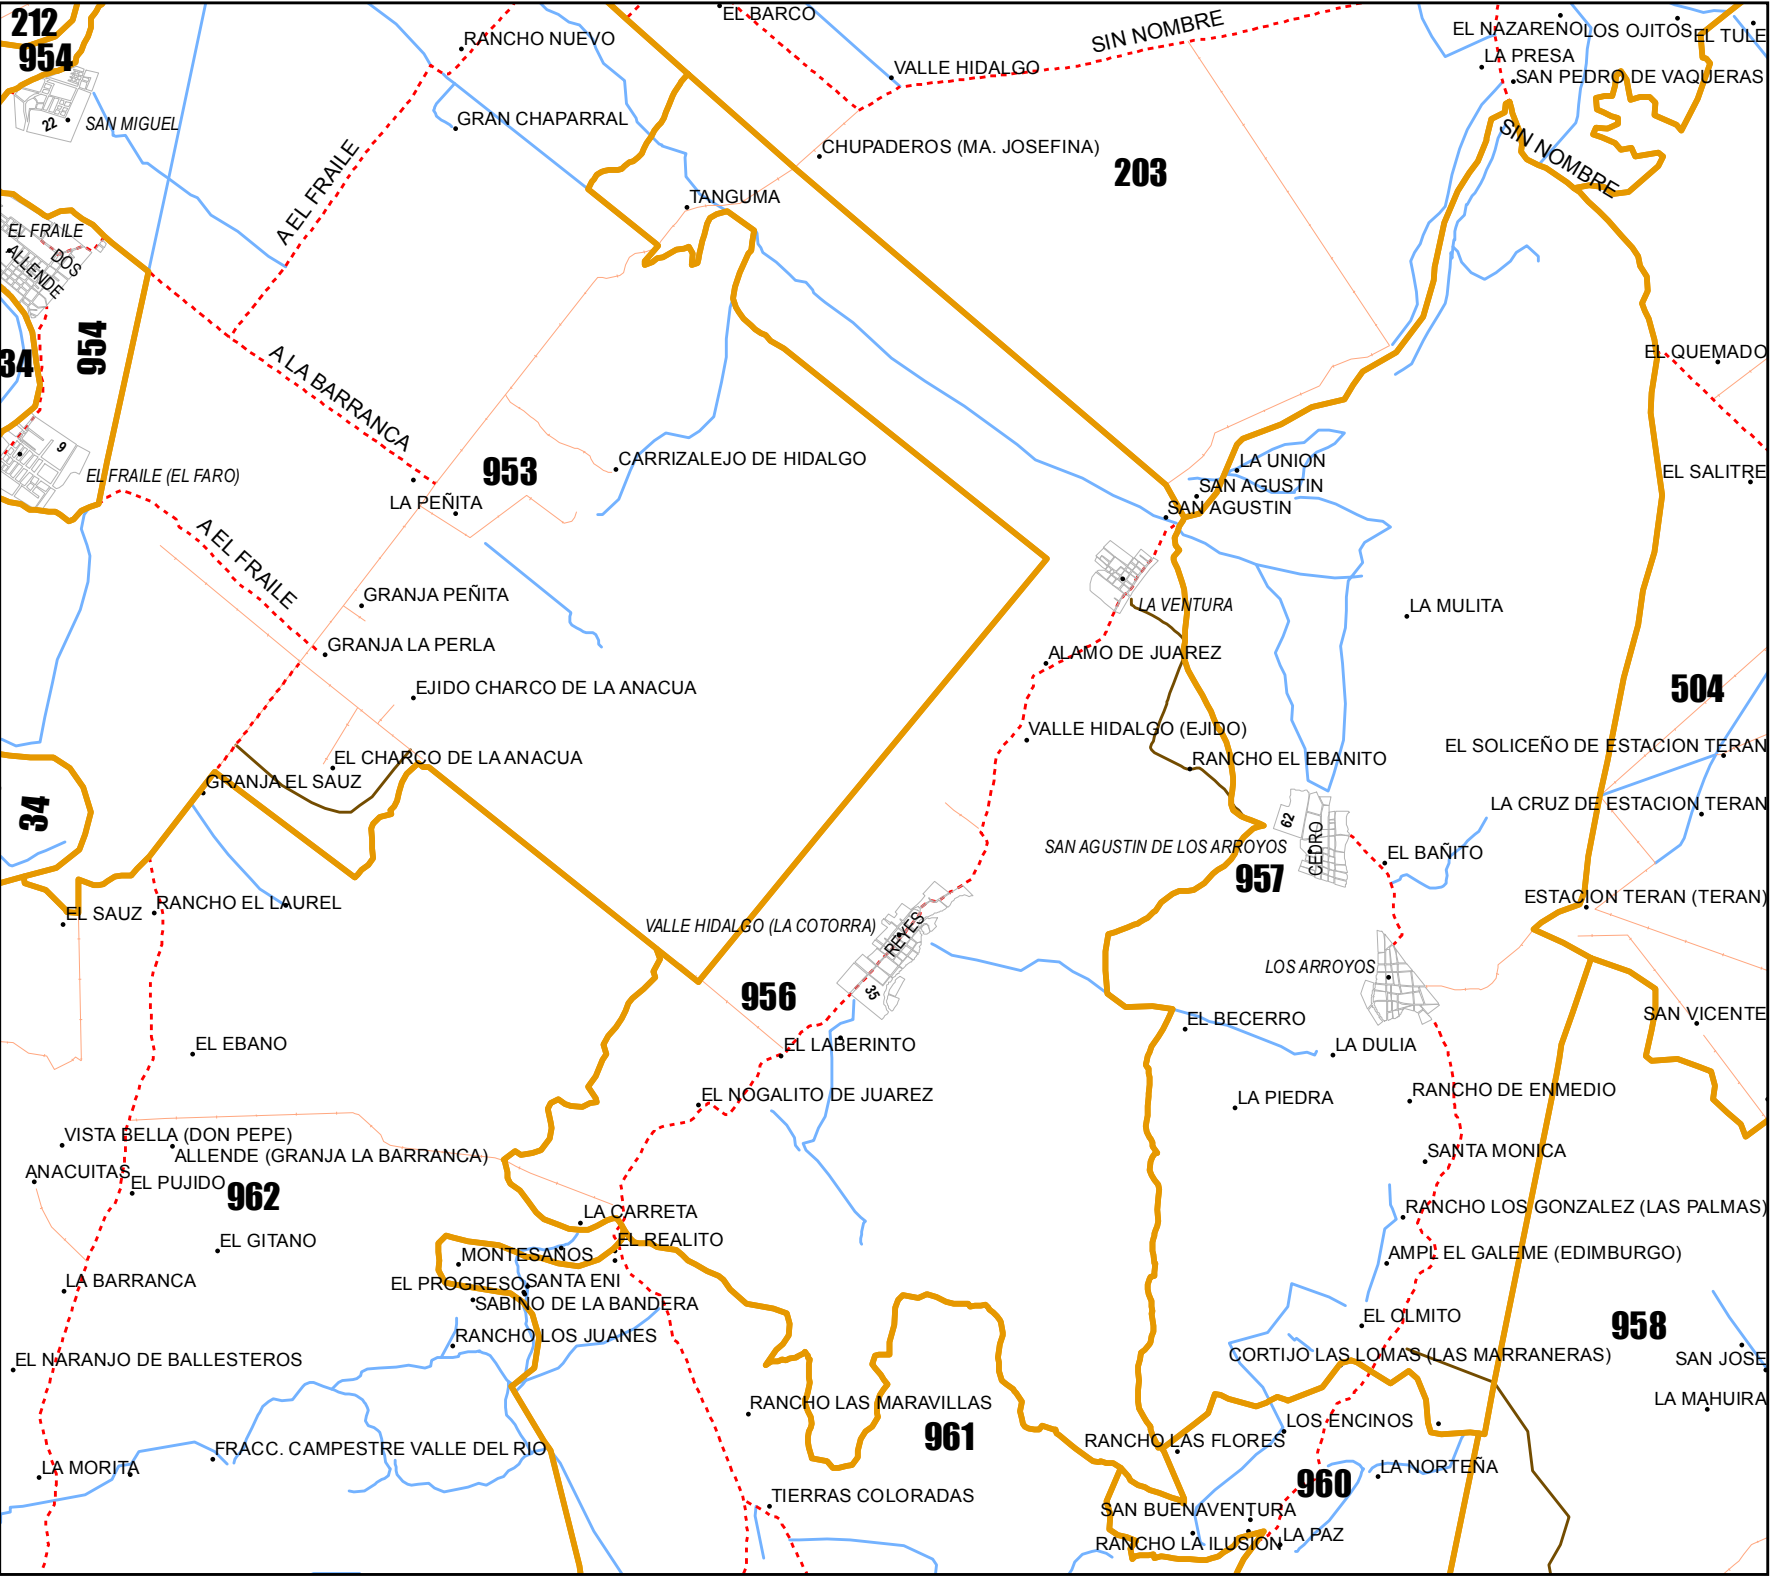 212
954
EL BARCO
RANCHO NUEVO
SIN NOMBRE
EL NAZARENO
LOS OJITOS
EL TULE
LA PRESA
SAN PEDRO DE VAQUERAS
VALLE HIDALGO
22
SAN MIGUEL
GRAN CHAPARRAL
A EL FRAILE
CHUPADEROS (MA. JOSEFINA)
203
SIN NOMBRE
TANGUMA
EL FRAILE
DOS
ALLENDE
34
954
A LA BARRANCA
EL QUEMADO
9
EL FRAILE (EL FARO)
953
CARRIZALEJO DE HIDALGO
LA PEÑITA
LA UNION
SAN AGUSTIN
SAN AGUSTIN
EL SALITRE
A EL FRAILE
GRANJA PEÑITA
LA VENTURA
LA MULITA
GRANJA LA PERLA
ALAMO DE JUAREZ
EJIDO CHARCO DE LA ANACUA
504
VALLE HIDALGO (EJIDO)
EL SOLICEÑO DE ESTACION TERAN
EL CHARCO DE LA ANACUA
RANCHO EL EBANITO
GRANJA EL SAUZ
34
LA CRUZ DE ESTACION TERAN
62
CEDRO
SAN AGUSTIN DE LOS ARROYOS
EL BAÑITO
957
EL SAUZ
RANCHO EL LAUREL
ESTACION TERAN (TERAN)
VALLE HIDALGO (LA COTORRA)
REYES
35
LOS ARROYOS
956
SAN VICENTE
EL BECERRO
EL EBANO
EL LABERINTO
LA DULIA
EL NOGALITO DE JUAREZ
LA PIEDRA
RANCHO DE ENMEDIO
VISTA BELLA (DON PEPE)
ALLENDE (GRANJA LA BARRANCA)
SANTA MONICA
ANACUITAS
EL PUJIDO
962
LA CARRETA
RANCHO LOS GONZALEZ (LAS PALMAS)
EL GITANO
EL REALITO
MONTESANOS
AMPL EL GALEME (EDIMBURGO)
LA BARRANCA
EL PROGRESO
SANTA ENI
SABINO DE LA BANDERA
EL OLMITO
958
RANCHO LOS JUANES
CORTIJO LAS LOMAS (LAS MARRANERAS)
EL NARANJO DE BALLESTEROS
SAN JOSE
RANCHO LAS MARAVILLAS
LA MAHUIRA
961
LOS ENCINOS
RANCHO LAS FLORES
FRACC. CAMPESTRE VALLE DEL RIO
LA MORITA
960
LA NORTEÑA
TIERRAS COLORADAS
SAN BUENAVENTURA
RANCHO LA ILUSION
LA PAZ